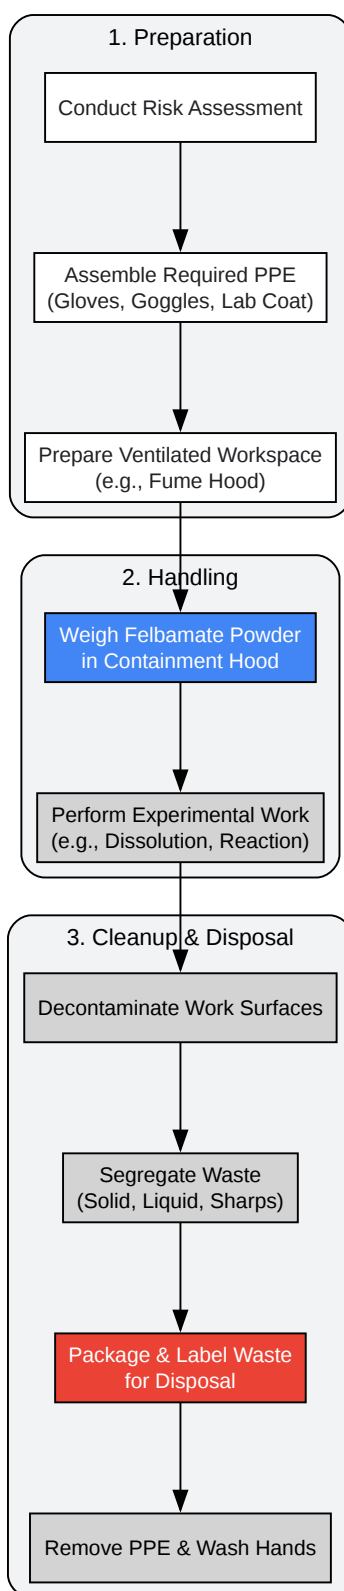 1. Preparation
Conduct Risk Assessment
Assemble Required PPE
(Gloves, Goggles, Lab Coat)
Prepare Ventilated Workspace
(e.g., Fume Hood)
2. Handling
Weigh Felbamate Powder
in Containment Hood
Perform Experimental Work
(e.g., Dissolution, Reaction)
3. Cleanup & Disposal
Decontaminate Work Surfaces
Segregate Waste
(Solid, Liquid, Sharps)
Package & Label Waste
for Disposal
Remove PPE & Wash Hands